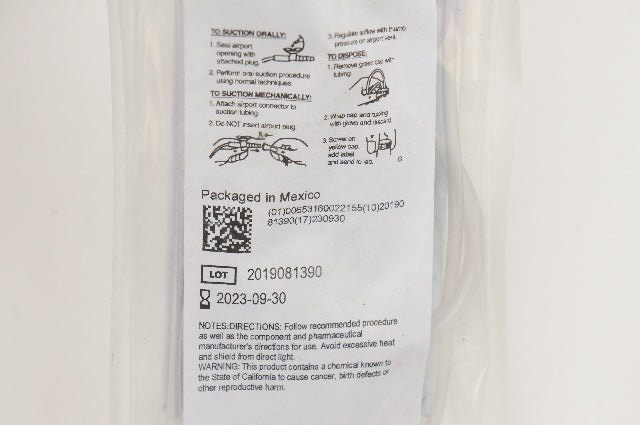 TO SUCTION ORALLY:
1. Seal airport
opening with
attached plug.
2. Perform oral suction procedure
using normal techniques.
TO SUCTION MECHANICALLY:
1. Attach airport connector to
suction tubing.
2. Do NOT insert airport plug.
3. Regulate airflow with thumb
pressure on airport vent.
TO DISPOSE:
1. Remove green cap with
tubing.
2. Wrap cap and tubing
with glove and discard.
3. Screw on
yellow cap,
add label
and send to lab.
6
Packaged in Mexico
(01)00653160022155(10)20190
81390(17)230930
LOT 2019081390
2023-09-30
NOTES:DIRECTIONS: Follow recommended procedure
as well as the component and pharmaceutical
manufacturer's directions for use. Avoid excessive heat
and shield from direct light.
WARNING: This product contains a chemical known to
the State of California to cause cancer, birth defects or
other reproductive harm.